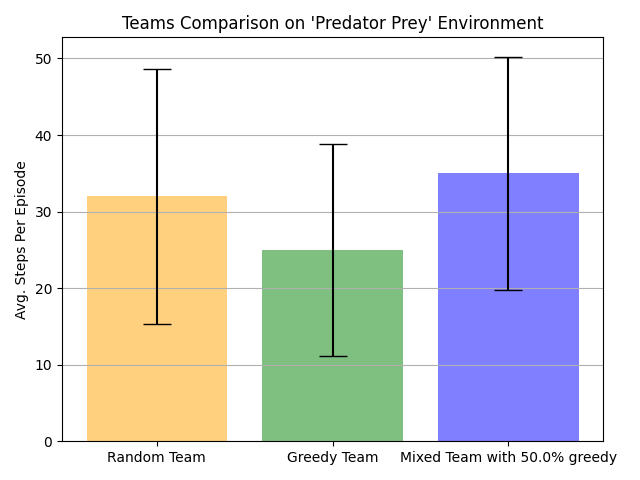 Teams Comparison on 'Predator Prey' Environment
Avg. Steps Per Episode
50
40
30
20
10
0
Random Team
Greedy Team
Mixed Team with 50.0% greedy